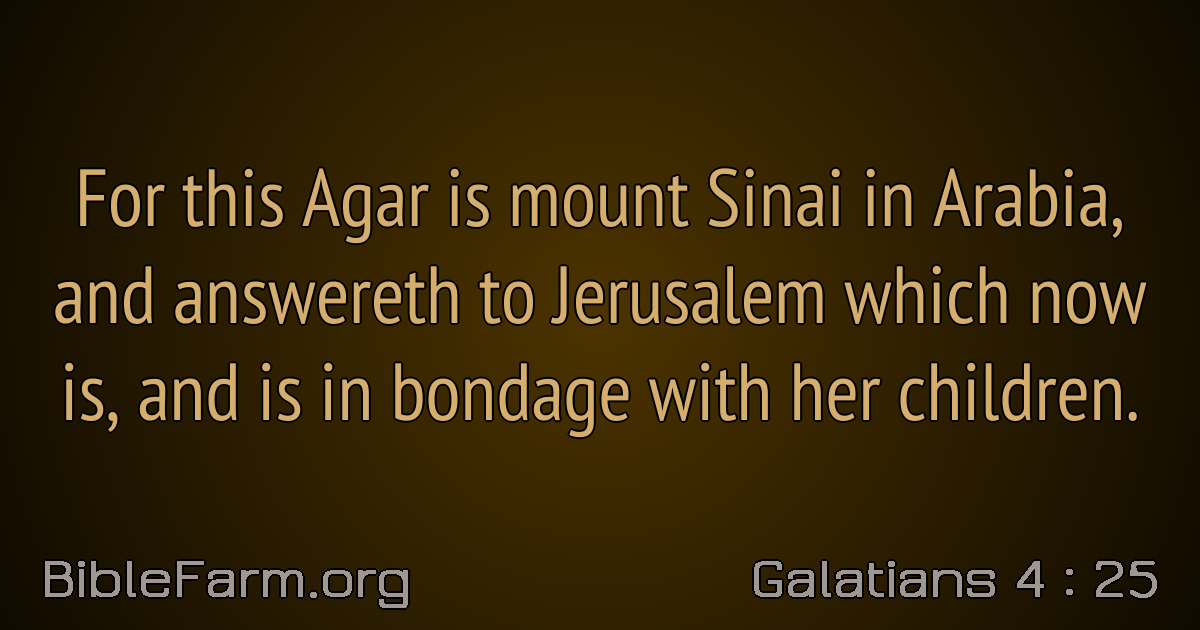 For this Agar is mount Sinai in Arabia,
and answereth to Jerusalem which now
is, and is in bondage with her children.
BibleFarm.org
Galatians 4 : 25